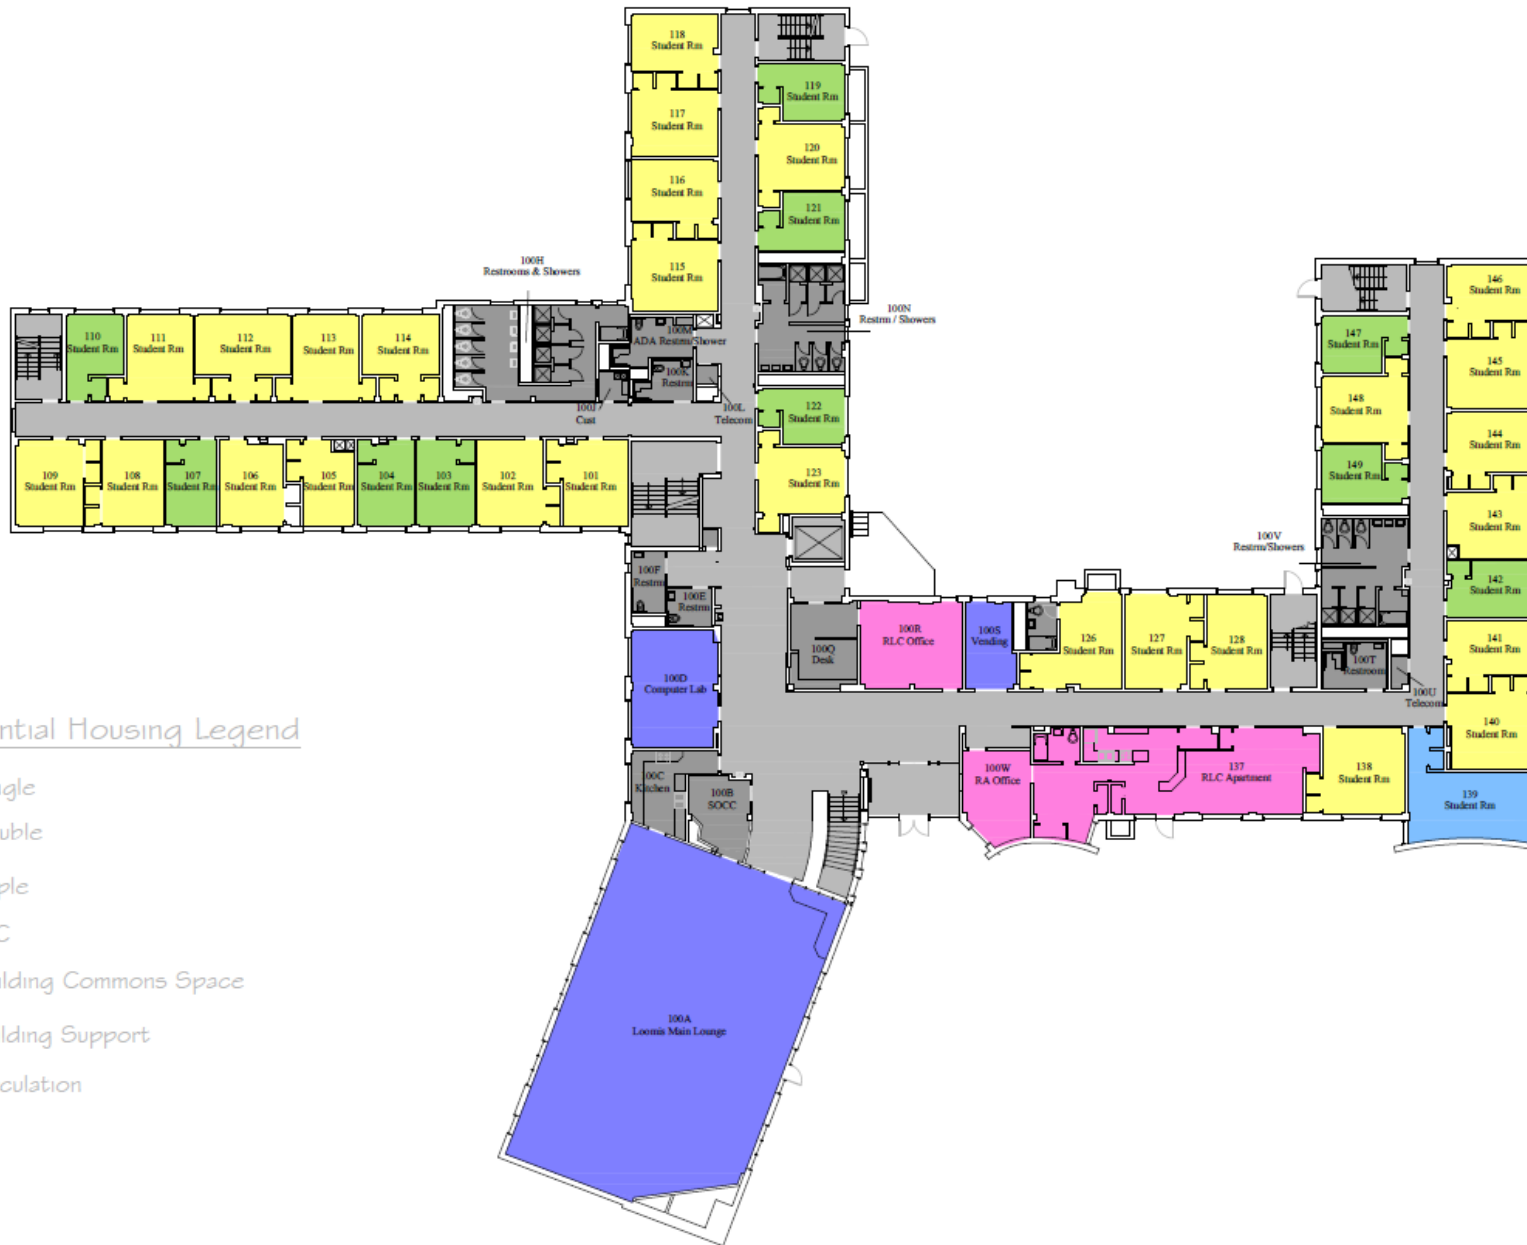 118
Student Rm
119
Student Rm
117
Student Rm
120
Student Rm
116
Student Rm
121
Student Rm
115
Student Rm
100H
Restrooms & Showers
100N
Restrm / Showers
100M
ADA Restrm/Shower
100K
Restrm
100L
Telecom
100J
Cust
110
Student Rm
111
Student Rm
112
Student Rm
113
Student Rm
114
Student Rm
122
Student Rm
123
Student Rm
109
Student Rm
108
Student Rm
107
Student Rm
106
Student Rm
105
Student Rm
104
Student Rm
103
Student Rm
102
Student Rm
101
Student Rm
146
Student Rm
147
Student Rm
145
Student Rm
148
Student Rm
144
Student Rm
149
Student Rm
143
Student Rm
100V
Restrm/Showers
142
Student Rm
141
Student Rm
140
Student Rm
100T
Restroom
100U
Telecom
100F
Restrm
100E
Restrm
100D
Computer Lab
100Q
Desk
100R
RLC Office
100S
Vending
126
Student Rm
127
Student Rm
128
Student Rm
100C
Kitchen
100B
SOCC
100W
RA Office
137
RLC Apartment
138
Student Rm
139
Student Rm
100A
Loomis Main Lounge
ntial Housing Legend
gle
uble
ple
C
ilding Commons Space
ilding Support
culation